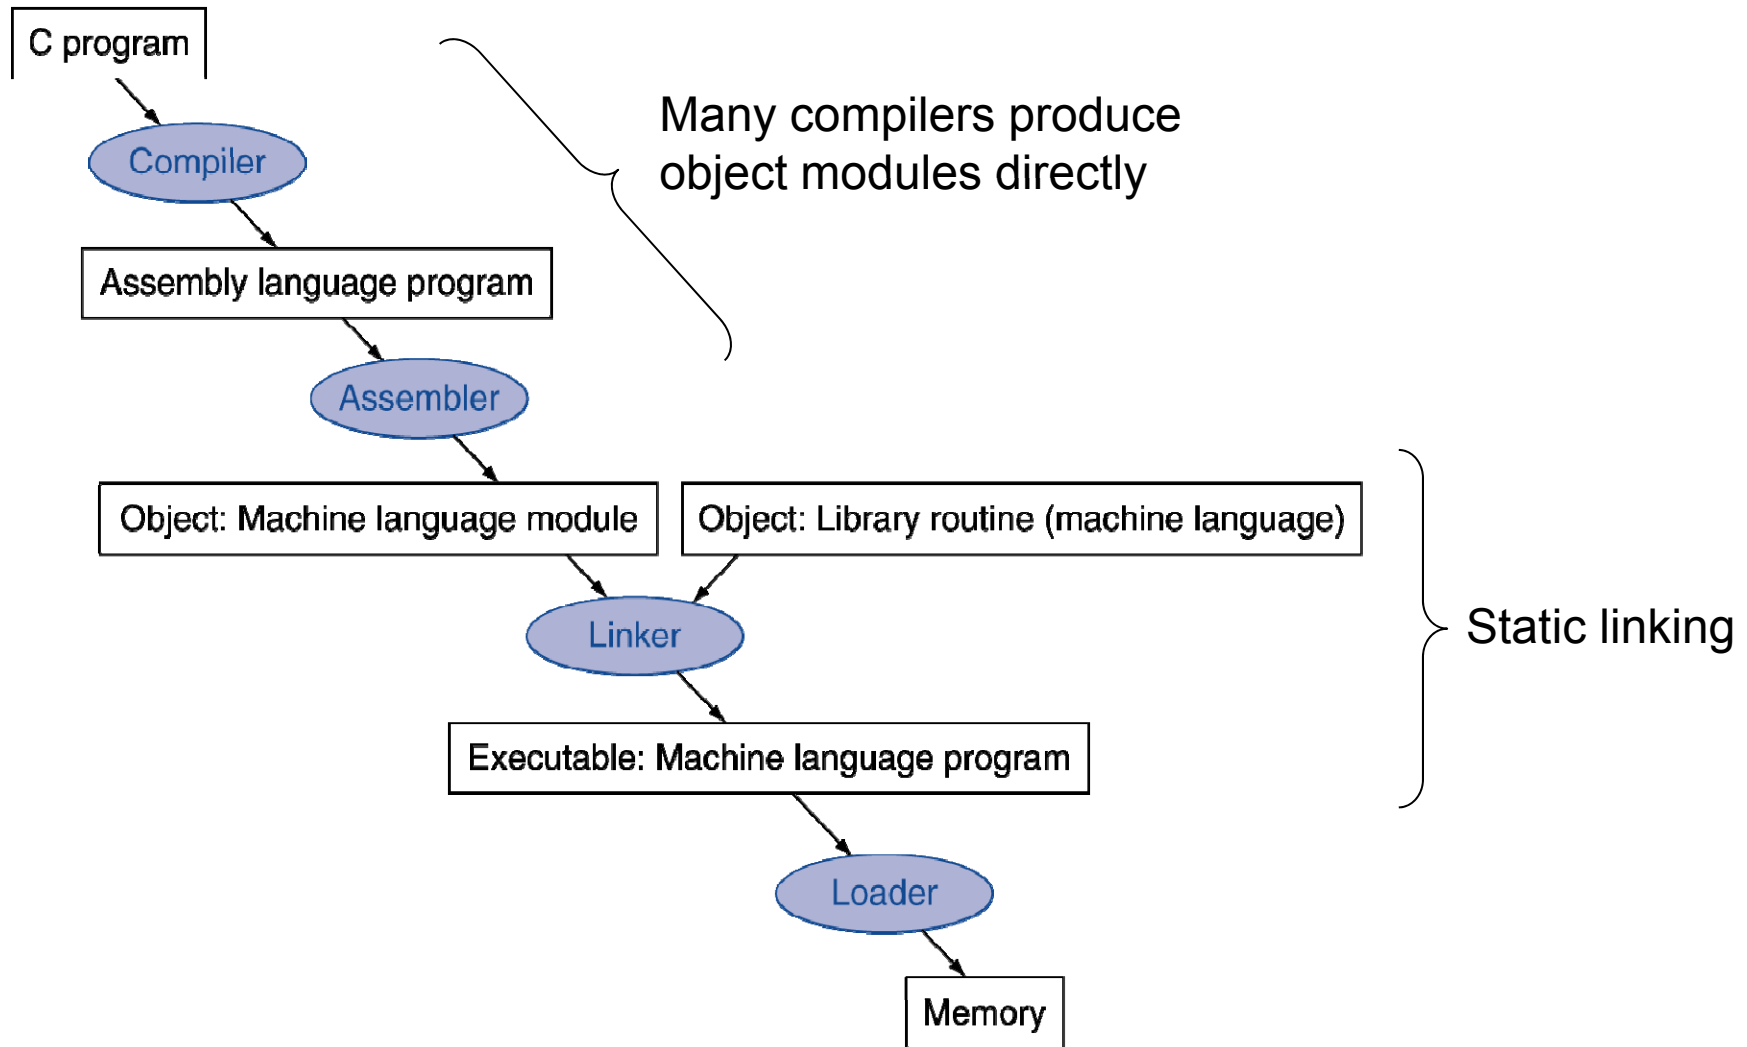 C program
Many compilers produce
object modules directly
Compiler
Assembly language program
Assembler
Object: Machine language module
Object: Library routine (machine language)
Linker
Static linking
Executable: Machine language program
Loader
Memory